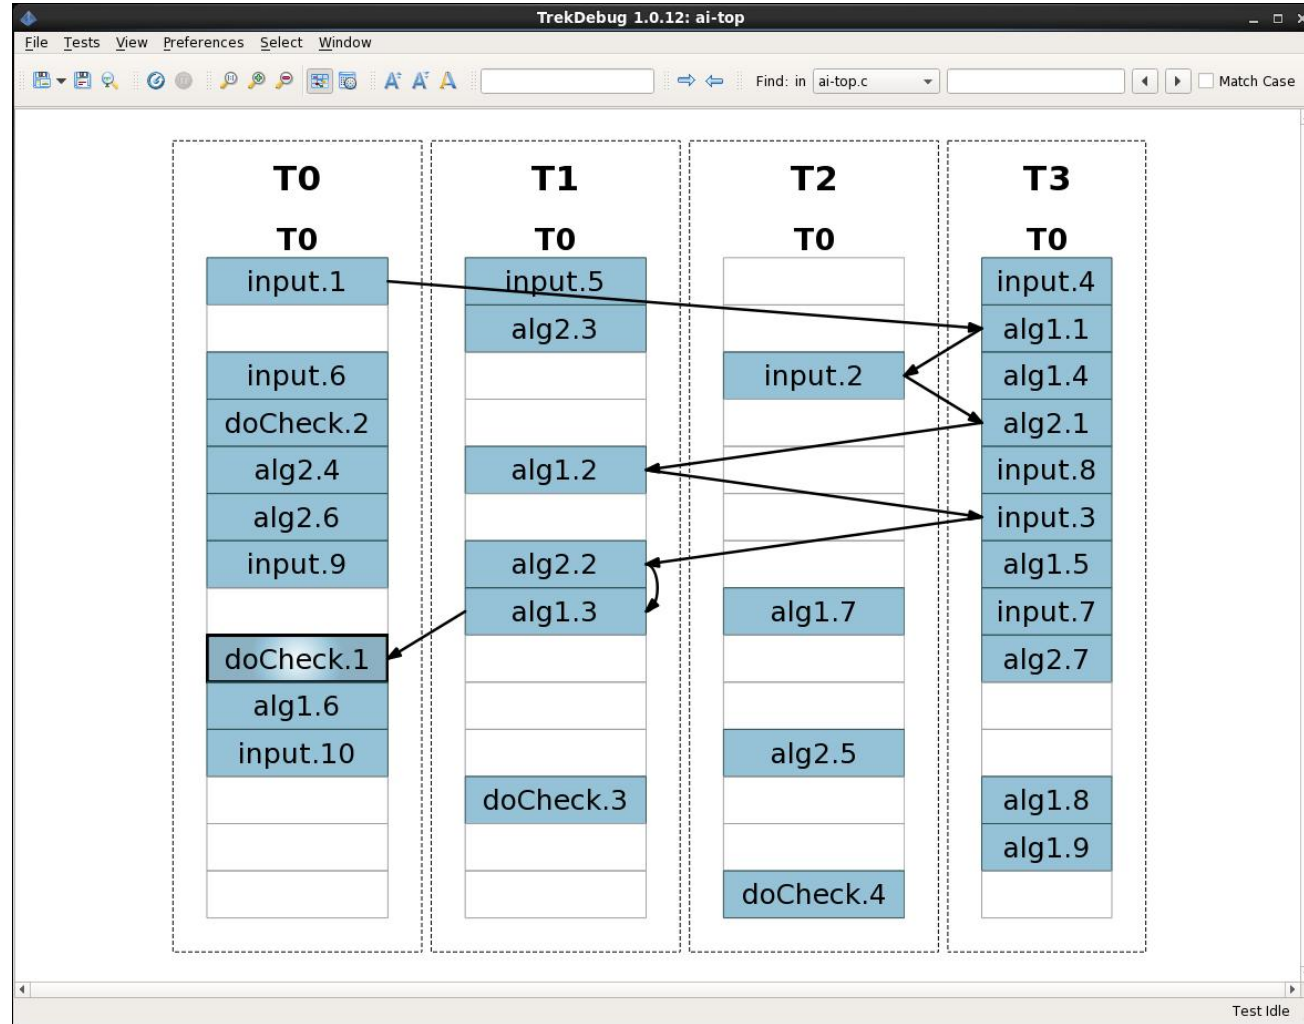 TrekDebug 1.0.12: ai-top
File Tests View Preferences Select Window
Find: in ai-top.c Match Case
T0 T1 T2 T3
T0 T0 T0 T0
input.1 input.5 input.4
alg2.3 alg1.1
input.6 input.2 alg1.4
doCheck.2 alg2.1
alg2.4 alg1.2 input.8
alg2.6 input.3
input.9 alg2.2 alg1.5
alg1.3 alg1.7 input.7
doCheck.1 alg2.7
alg1.6
input.10 alg2.5
doCheck.3 alg1.8
alg1.9
doCheck.4
Test Idle